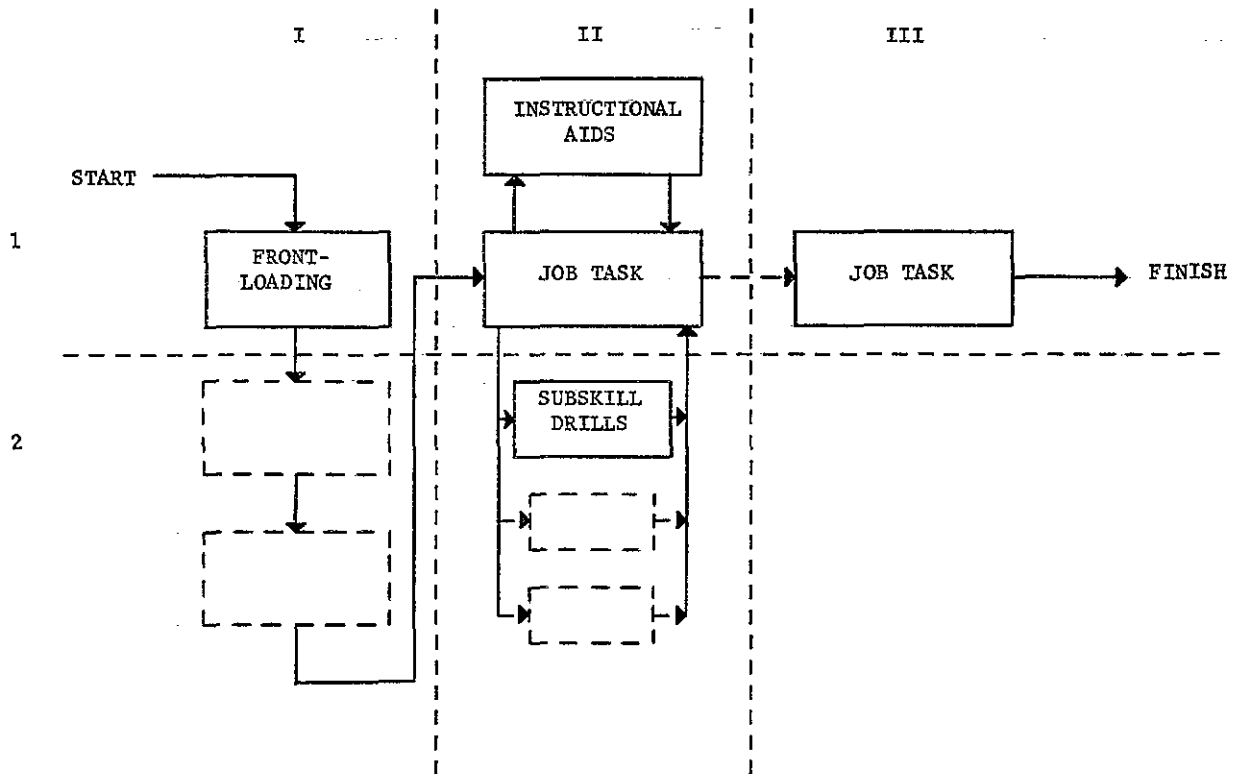 I
II
III
INSTRUCTIONAL
AIDS
START
1
FRONT-
LOADING
JOB TASK
JOB TASK
FINISH
2
SUBSKILL
DRILLS